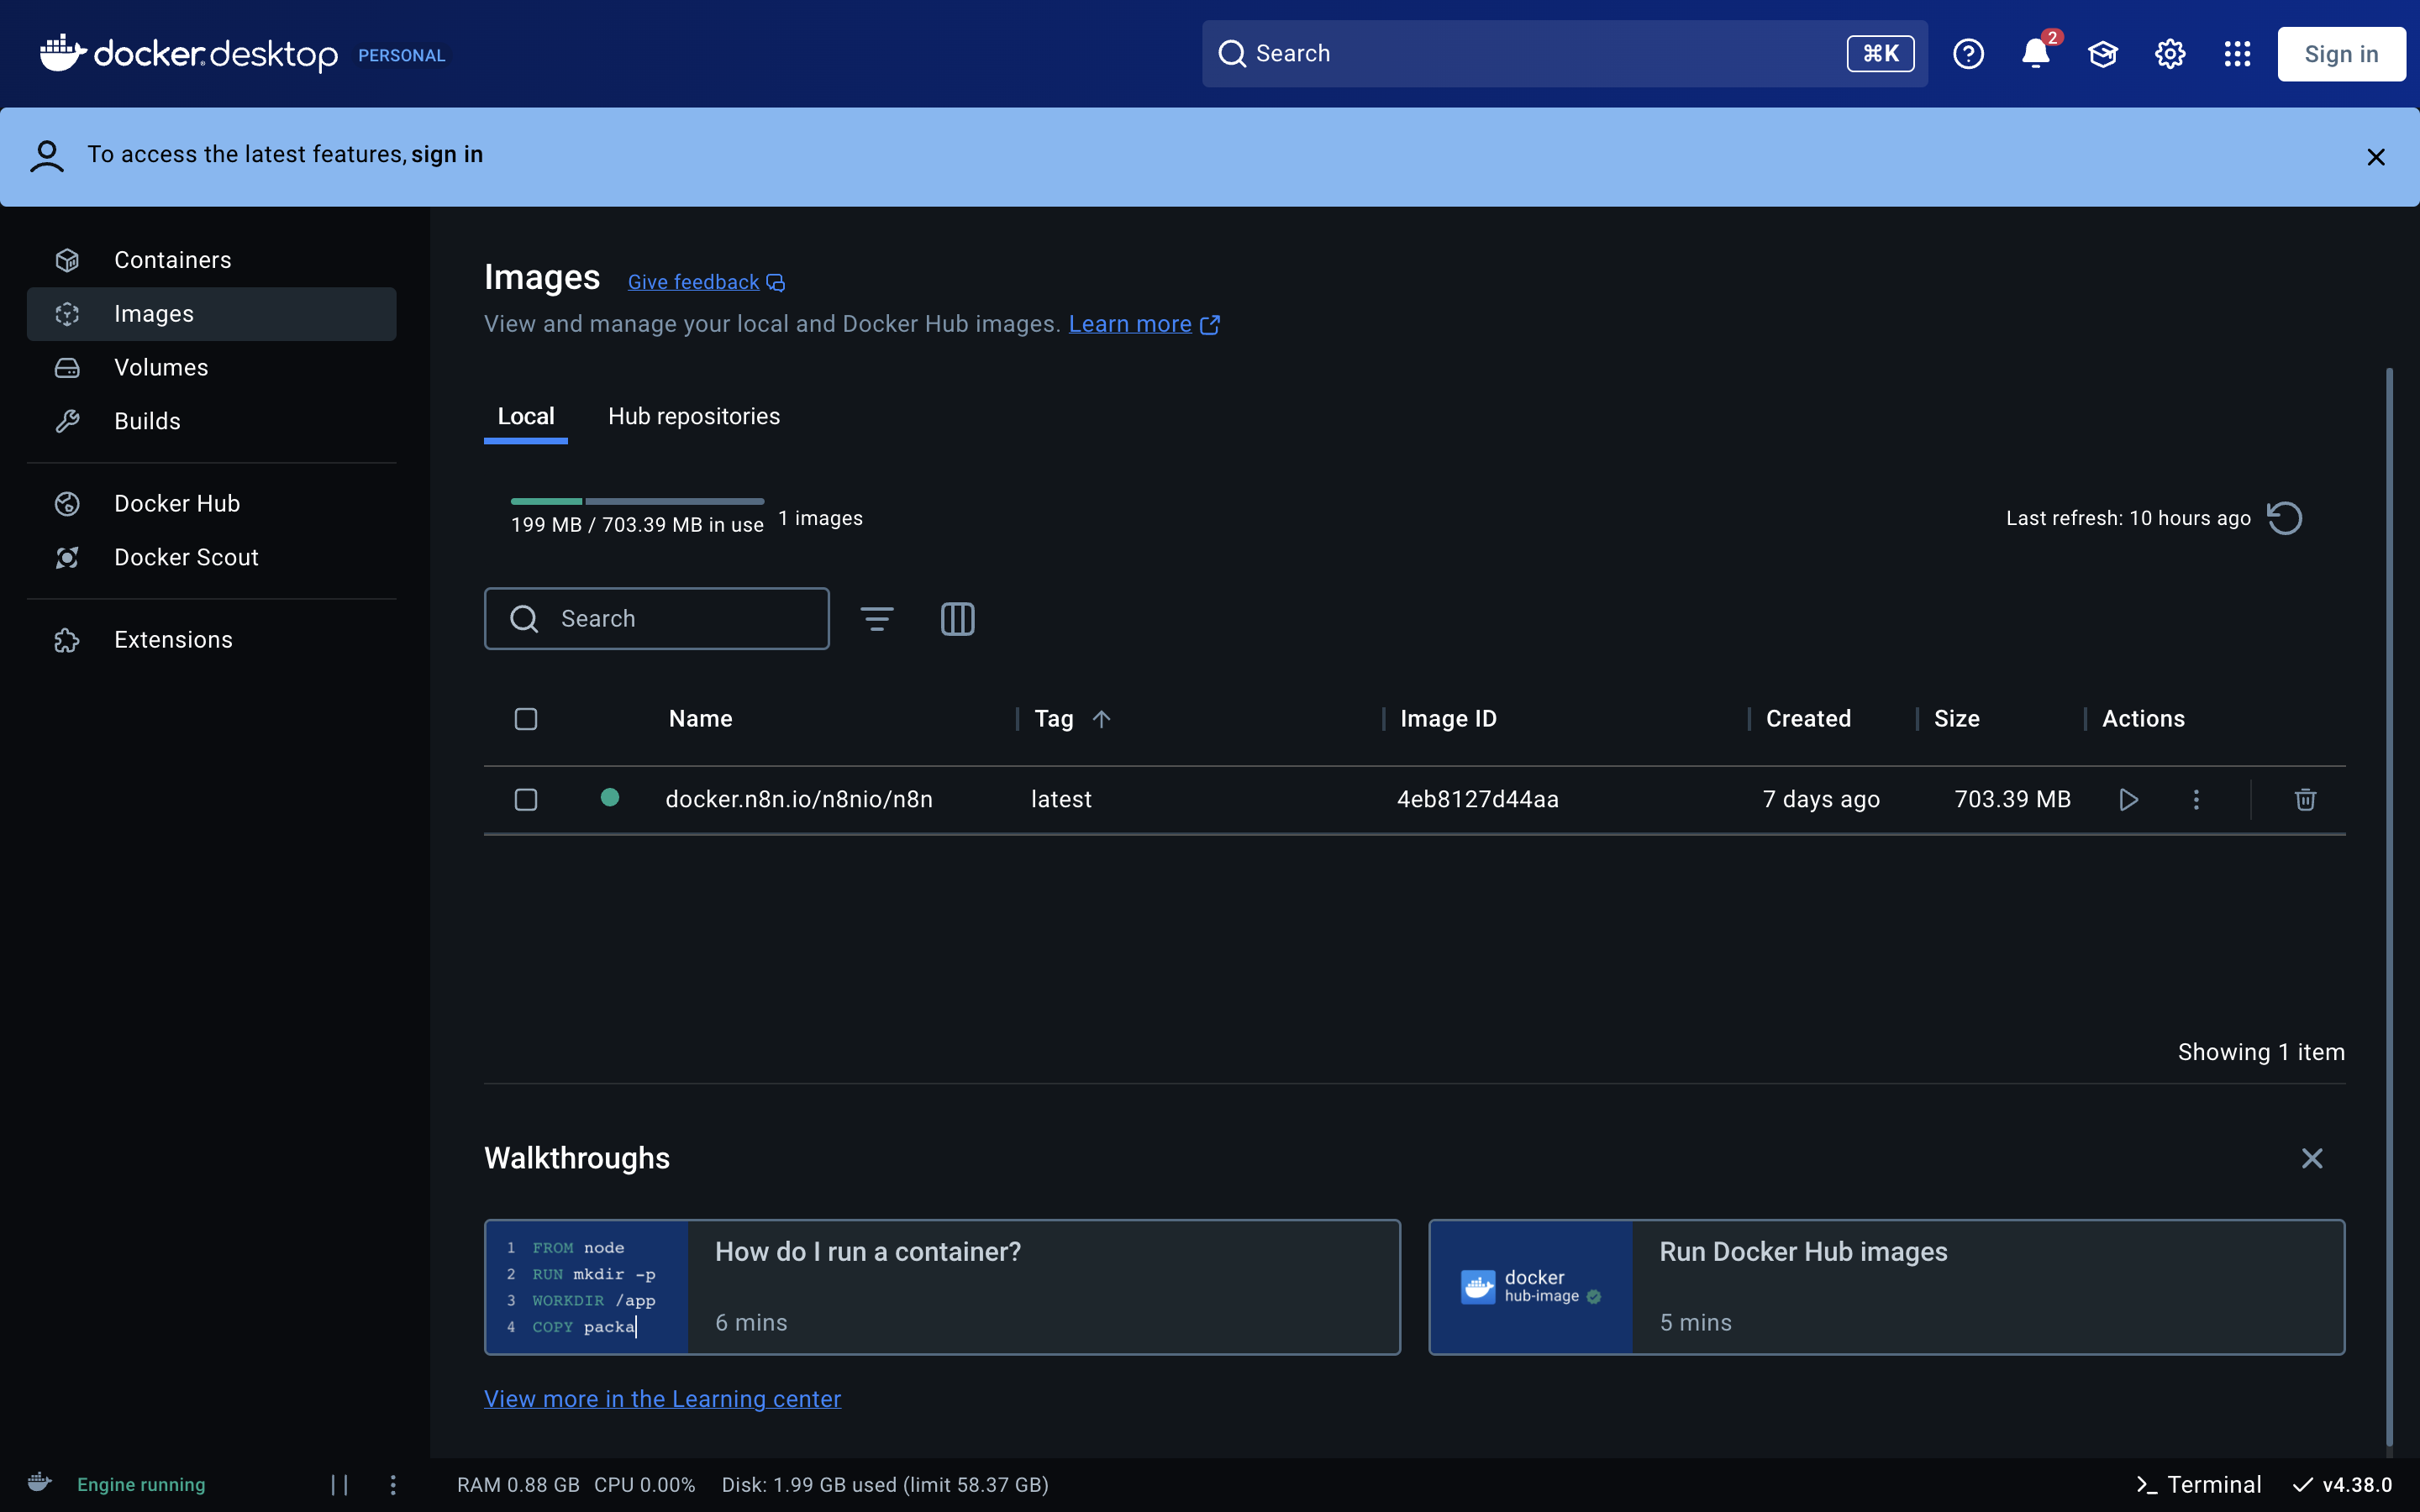 docker desktop PERSONAL
Search ⌘K
2
Sign in
To access the latest features, sign in
Containers
Images
Volumes
Builds
Docker Hub
Docker Scout
Extensions
Images Give feedback
View and manage your local and Docker Hub images. Learn more
Local Hub repositories
199 MB / 703.39 MB in use 1 images
Last refresh: 10 hours ago
Search
Name Tag Image ID Created Size Actions
docker.n8n.io/n8nio/n8n latest 4eb8127d44aa 7 days ago 703.39 MB
Showing 1 item
Walkthroughs
1 FROM node
2 RUN mkdir -p
3 WORKDIR /app
4 COPY packa
How do I run a container?
6 mins
docker
hub-image
Run Docker Hub images
5 mins
View more in the Learning center
Engine running
RAM 0.88 GB CPU 0.00% Disk: 1.99 GB used (limit 58.37 GB)
Terminal
v4.38.0